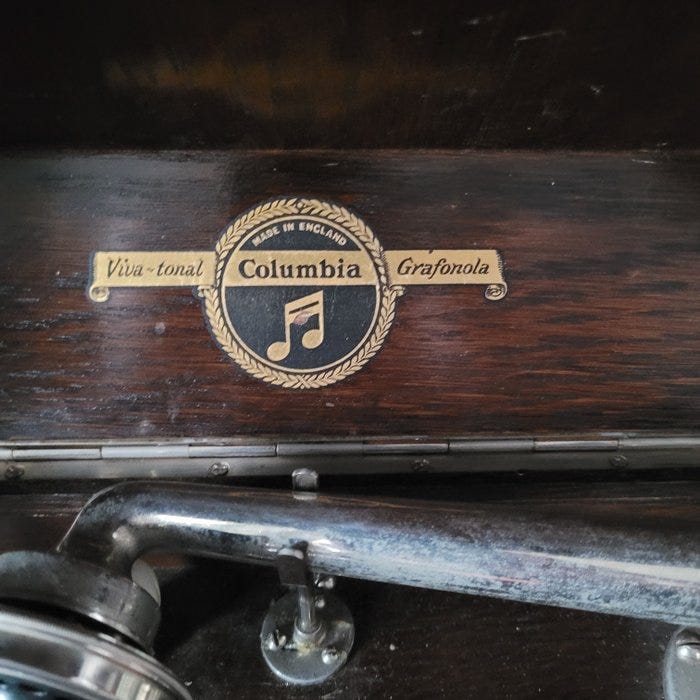 MADE IN ENGLAND
Viva-tonal Columbia Grafonola